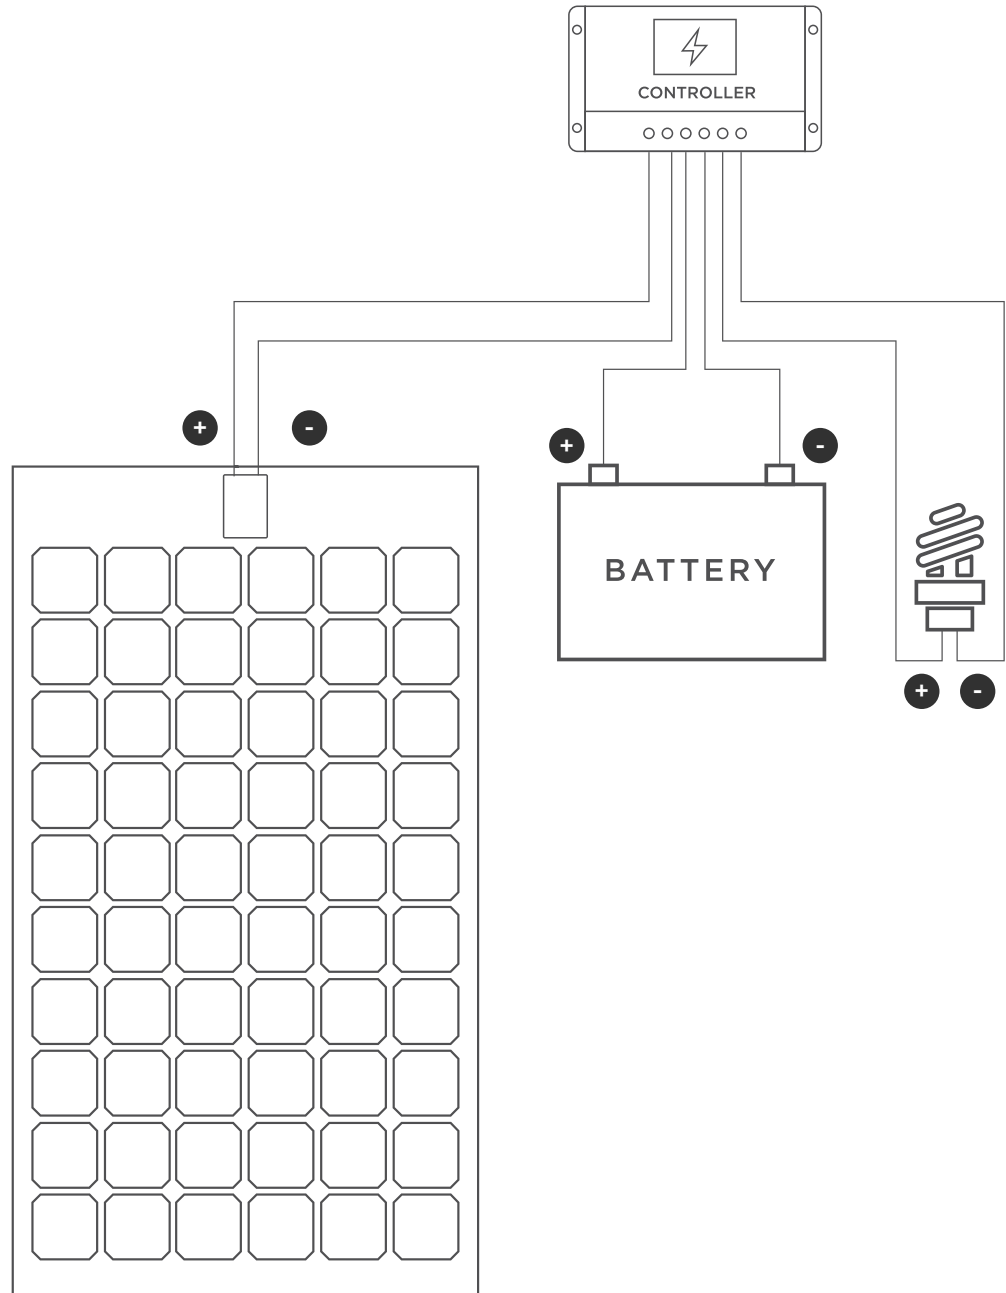 CONTROLLER
+ -
+ -
BATTERY
+ -